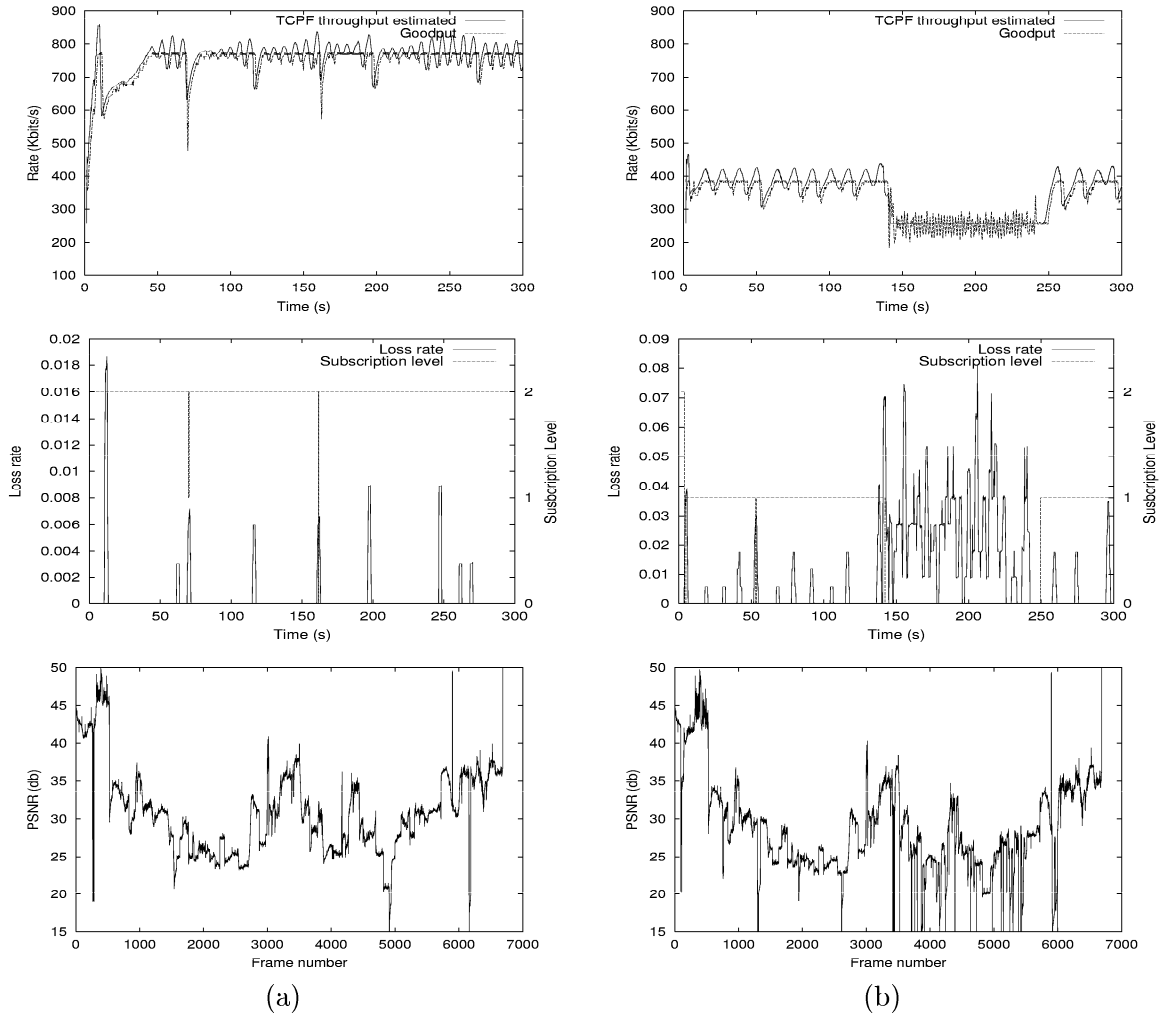 900
800
700
600
500
400
300
200
100
Rate (Kbits/s)
TCPF throughput estimated
Goodput
0 50 100 150 200 250 300
Time (s)
900
800
700
600
500
400
300
200
100
Rate (Kbits/s)
TCPF throughput estimated
Goodput
0 50 100 150 200 250 300
Time (s)
0.02
0.018
0.016
0.014
0.012
0.01
0.008
0.006
0.004
0.002
0
Loss rate
Loss rate
Subscription level
2
1
0
Susbcription Level
0 50 100 150 200 250 300
Time (s)
0.09
0.08
0.07
0.06
0.05
0.04
0.03
0.02
0.01
0
Loss rate
Loss rate
Subscription level
2
1
0
Susbcription Level
0 50 100 150 200 250 300
Time (s)
50
45
40
35
30
25
20
15
PSNR (db)
0 1000 2000 3000 4000 5000 6000 7000
Frame number
50
45
40
35
30
25
20
15
PSNR (db)
0 1000 2000 3000 4000 5000 6000 7000
Frame number
(a)
(b)